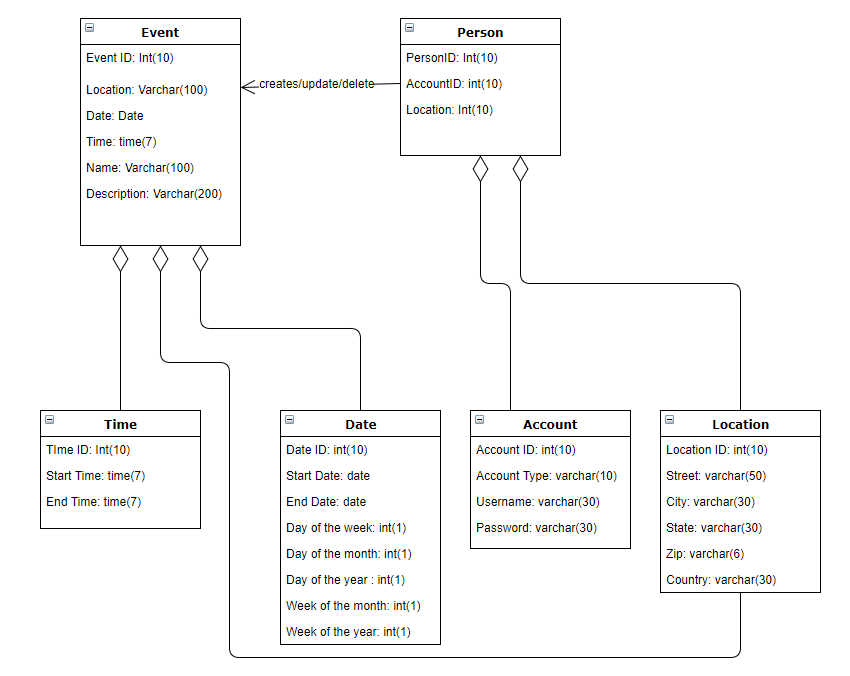 Event
Event ID: Int(10)
Location: Varchar(100)
Date: Date
Time: time(7)
Name: Varchar(100)
Description: Varchar(200)
creates/update/delete
Person
PersonID: Int(10)
AccountID: int(10)
Location: Int(10)
Time
TIme ID: Int(10)
Start Time: time(7)
End Time: time(7)
Date
Date ID: int(10)
Start Date: date
End Date: date
Day of the week: int(1)
Day of the month: int(1)
Day of the year : int(1)
Week of the month: int(1)
Week of the year: int(1)
Account
Account ID: int(10)
Account Type: varchar(10)
Username: varchar(30)
Password: varchar(30)
Location
Location ID: int(10)
Street: varchar(50)
City: varchar(30)
State: varchar(30)
Zip: varchar(6)
Country: varchar(30)